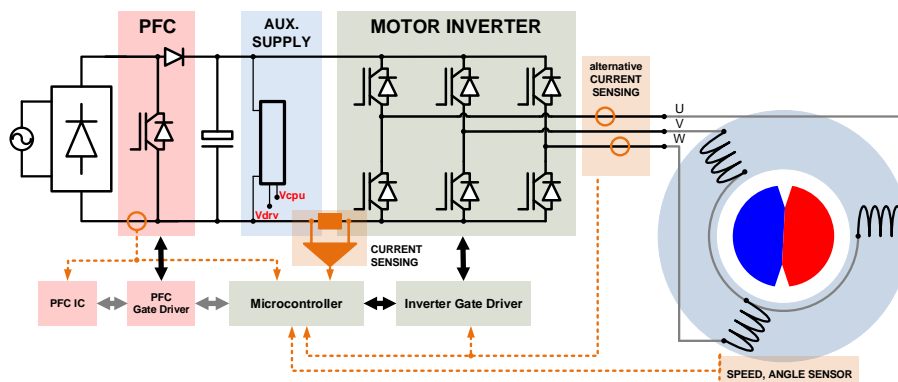 PFC
AUX.
SUPPLY
MOTOR INVERTER
alternative
CURRENT
SENSING
U
V
W
Vcpu
Vdrv
CURRENT
SENSING
PFC IC
PFC
Gate Driver
Microcontroller
Inverter Gate Driver
SPEED, ANGLE SENSOR